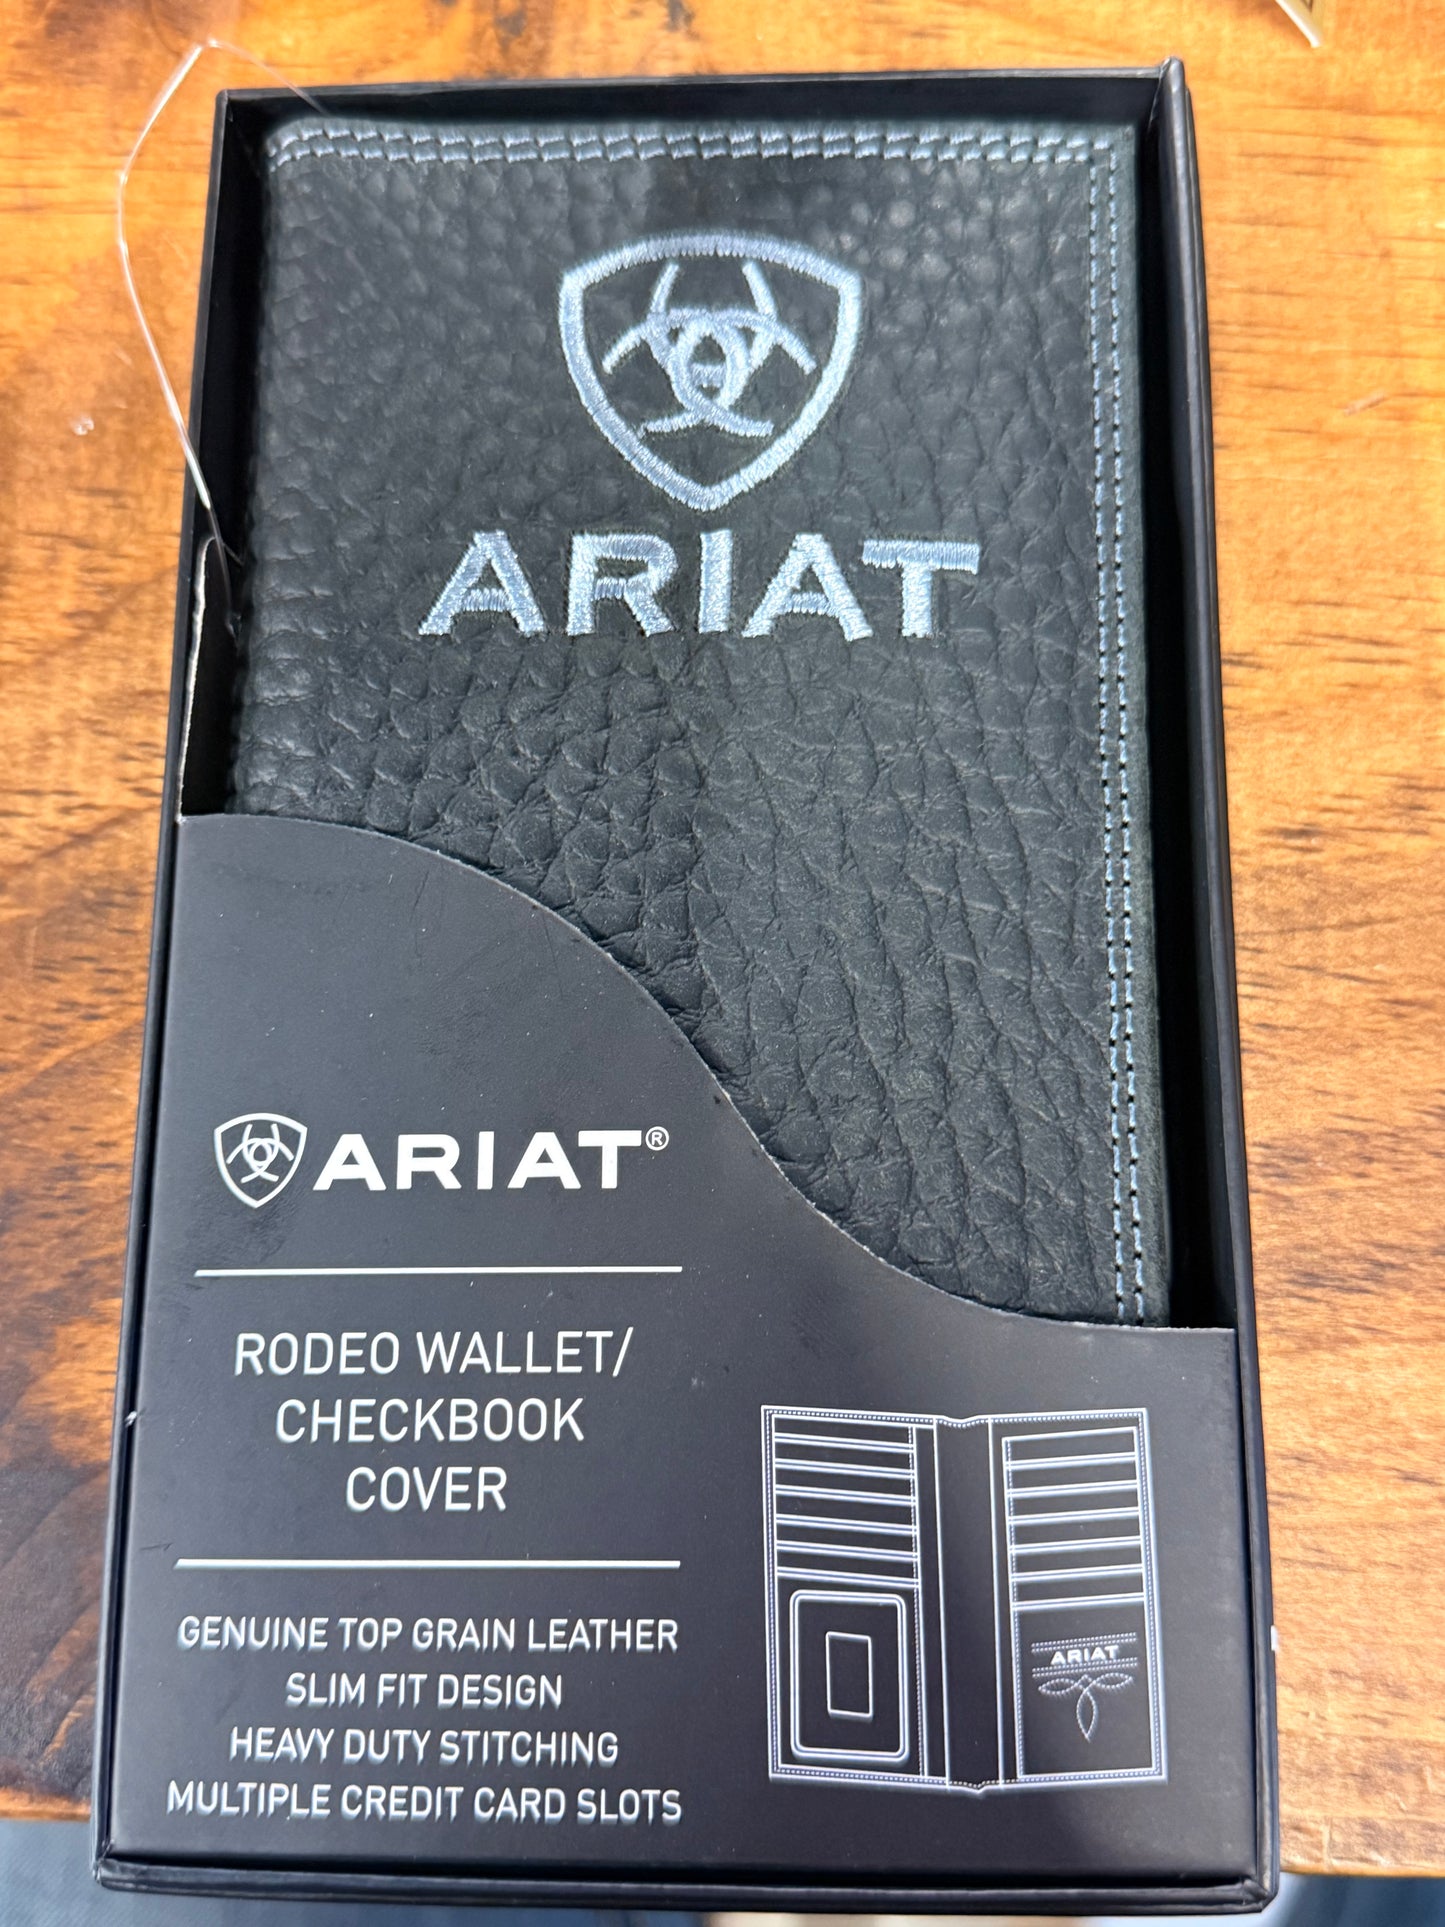 ARIAT
ARIAT®
RODEO WALLET/
CHECKBOOK
COVER
GENUINE TOP GRAIN LEATHER
SLIM FIT DESIGN
HEAVY DUTY STITCHING
MULTIPLE CREDIT CARD SLOTS
ARIAT